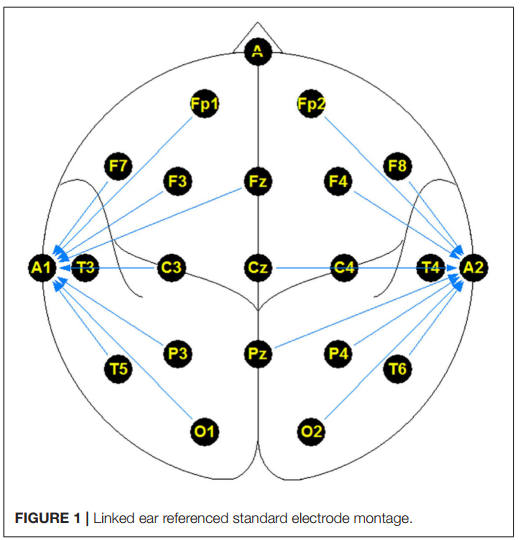 A
Fp1 Fp2
F7 F3 Fz F4 F8
A1 T3 C3 Cz C4 T4 A2
T5 P3 Pz P4 T6
O1 O2
FIGURE 1 | Linked ear referenced standard electrode montage.